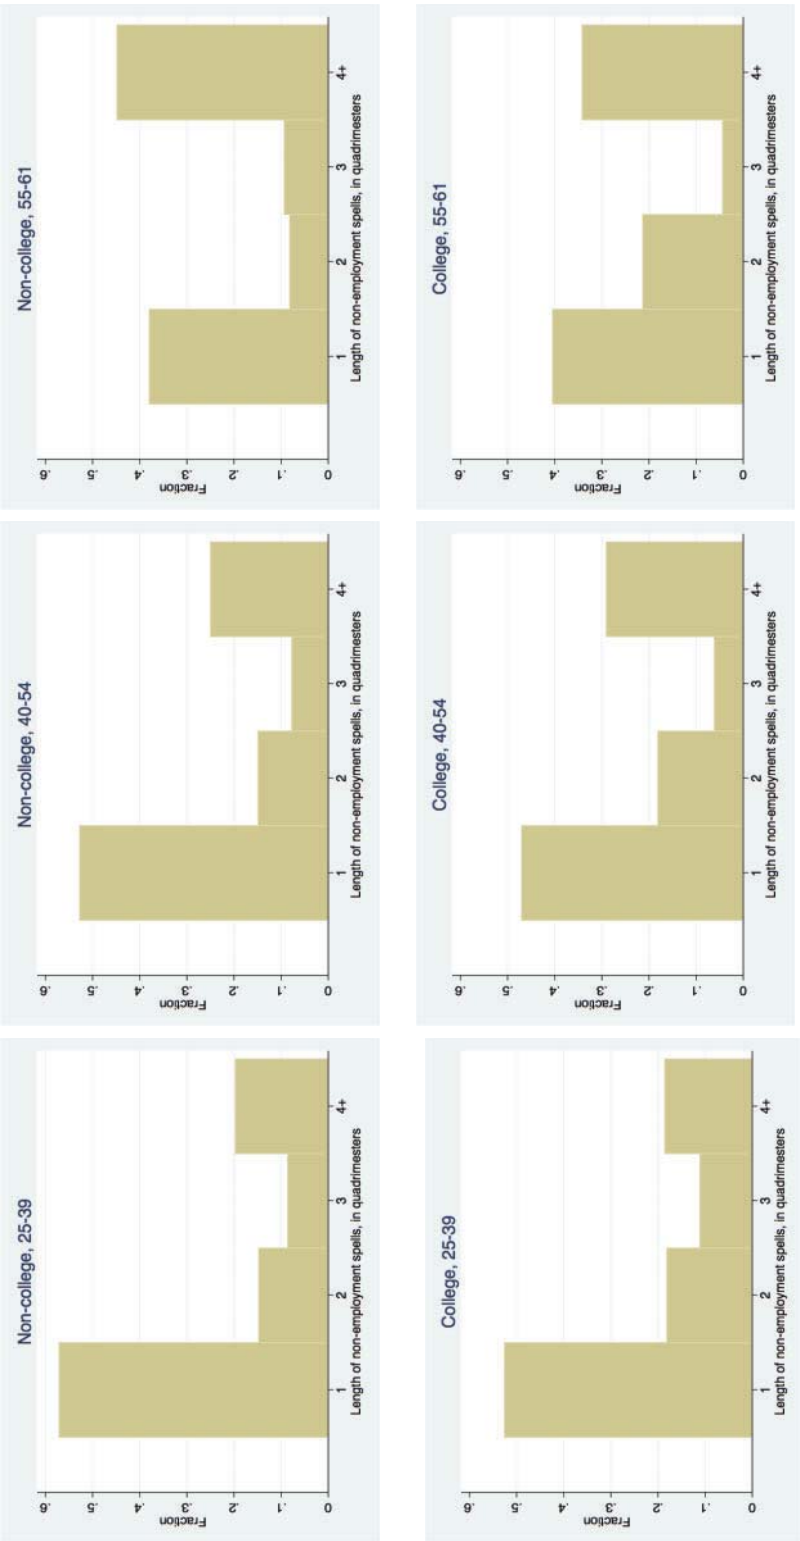 Non-college, 25-39
.6
.5
.4
.3
.2
.1
0
Fraction
1 2 3 4+
Length of non-employment spells, in quadrimesters
Non-college, 40-54
.6
.5
.4
.3
.2
.1
0
Fraction
1 2 3 4+
Length of non-employment spells, in quadrimesters
Non-college, 55-61
.6
.5
.4
.3
.2
.1
0
Fraction
1 2 3 4+
Length of non-employment spells, in quadrimesters
College, 25-39
.6
.5
.4
.3
.2
.1
0
Fraction
1 2 3 4+
Length of non-employment spells, in quadrimesters
College, 40-54
.6
.5
.4
.3
.2
.1
0
Fraction
1 2 3 4+
Length of non-employment spells, in quadrimesters
College, 55-61
.6
.5
.4
.3
.2
.1
0
Fraction
1 2 3 4+
Length of non-employment spells, in quadrimesters